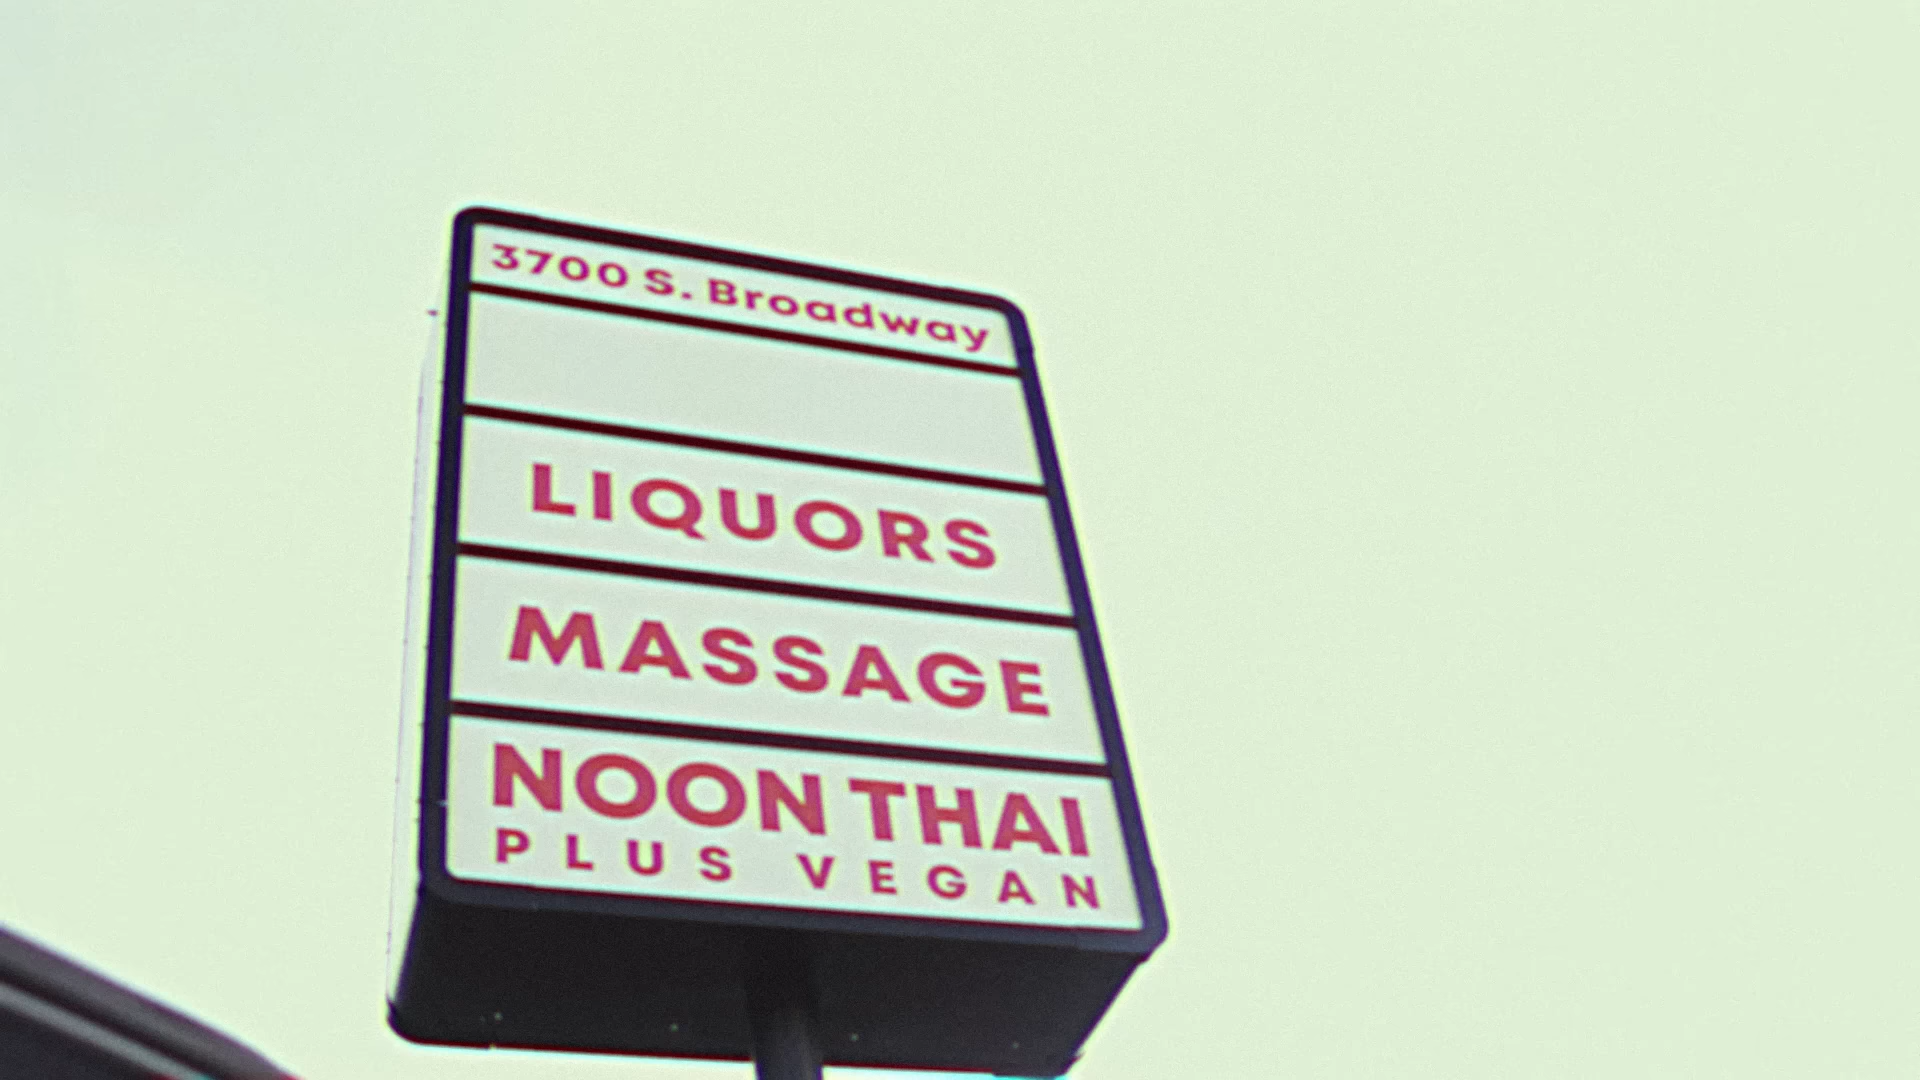 3700 S. Broadway
LIQUORS
MASSAGE
NOON THAI
PLUS VEGAN